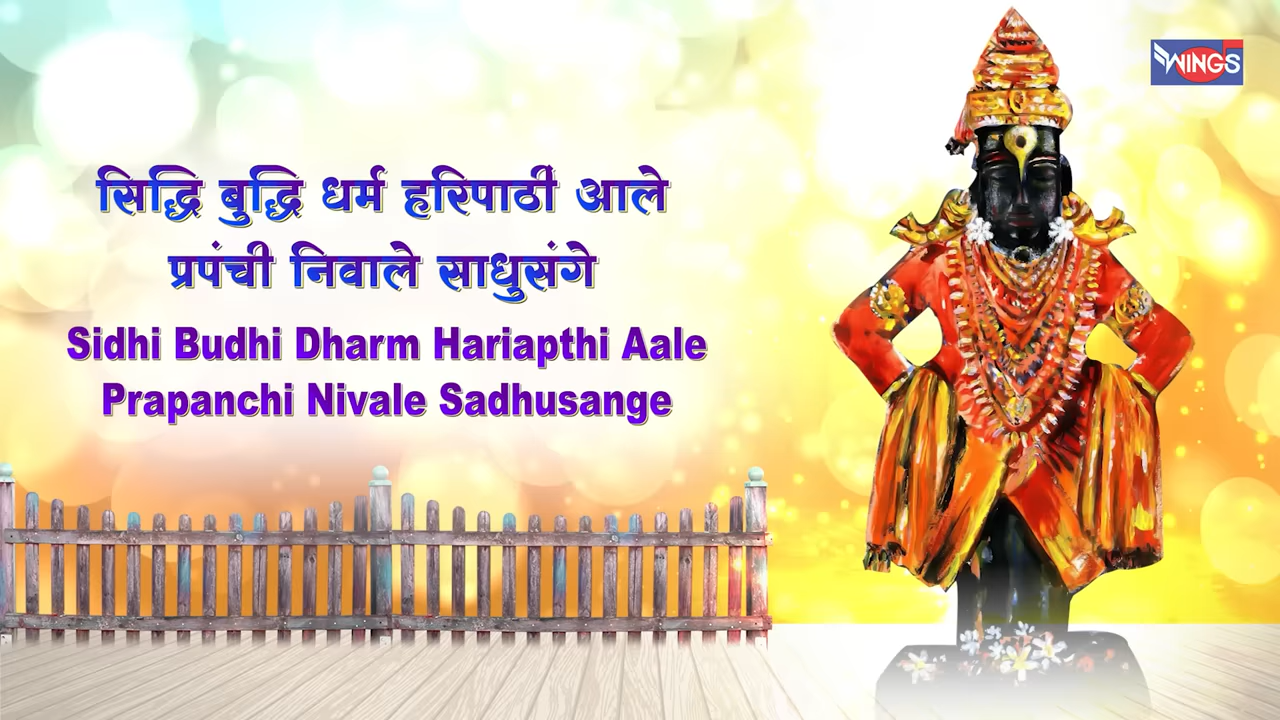 सिद्धि बुद्धि धर्म हरिपाठीं आले
प्रपंची निवाले साधुसंगे
Sidhi Budhi Dharm Hariapthi Aale
Prapanchi Nivale Sadhusange
WINGS